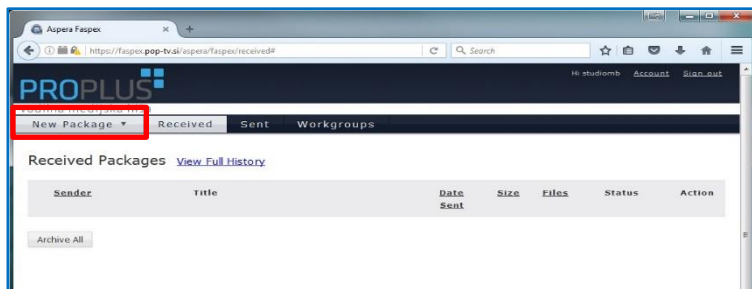 Aspera Faspex
https://faspex.pop-tv.si/aspera/faspex/received#
Search
Hi studiomb Account Sign out
PROPLUS
New Package ▼ Received Sent Workgroups
Received Packages View Full History
Sender Title Date Sent Size Files Status Action
Archive All